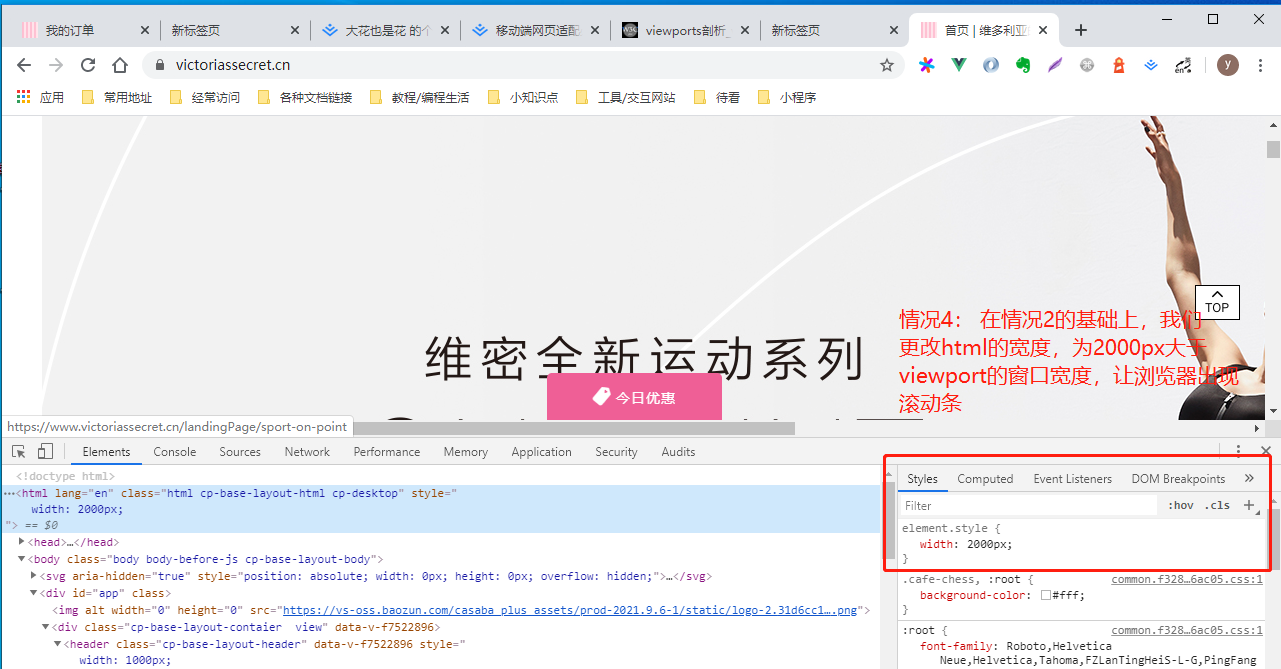 我的订单
新标签页
大花也是花 的个
移动端网页适配
viewports剖析_
新标签页
首页 | 维多利亚
victoriassecret.cn
y
应用
常用地址
经常访问
各种文档链接
教程/编程生活
小知识点
工具/交互网站
待看
小程序
TOP
情况4： 在情况2的基础上，我们
更改html的宽度，为2000px大于
viewport的窗口宽度，让浏览器出现
滚动条
维密全新运动系列
今日优惠
https://www.victoriassecret.cn/landingPage/sport-on-point
Elements Console Sources Network Performance Memory Application Security Audits
<!doctype html>
···<html lang="en" class="html cp-base-layout-html cp-desktop" style="
width: 2000px;
"> == $0
<head>…</head>
<body class="body body-before-js cp-base-layout-body">
<svg aria-hidden="true" style="position: absolute; width: 0px; height: 0px; overflow: hidden;">…</svg>
<div id="app" class>
<img alt width="0" height="0" src="https://vs-oss.baozun.com/casaba_plus_assets/prod-2021.9.6-1/static/logo-2.31d6cc1….png">
<div class="cp-base-layout-contaier  view" data-v-f7522896>
<header class="cp-base-layout-header" data-v-f7522896 style="
width: 1000px;
Styles Computed Event Listeners DOM Breakpoints »
Filter :hov .cls +
element.style {
width: 2000px;
}
.cafe-chess, :root { common.f328…6ac05.css:1
background-color: #fff;
}
:root { common.f328…6ac05.css:1
font-family: Roboto,Helvetica
Neue,Helvetica,Tahoma,FZLanTingHeiS-L-G,PingFang